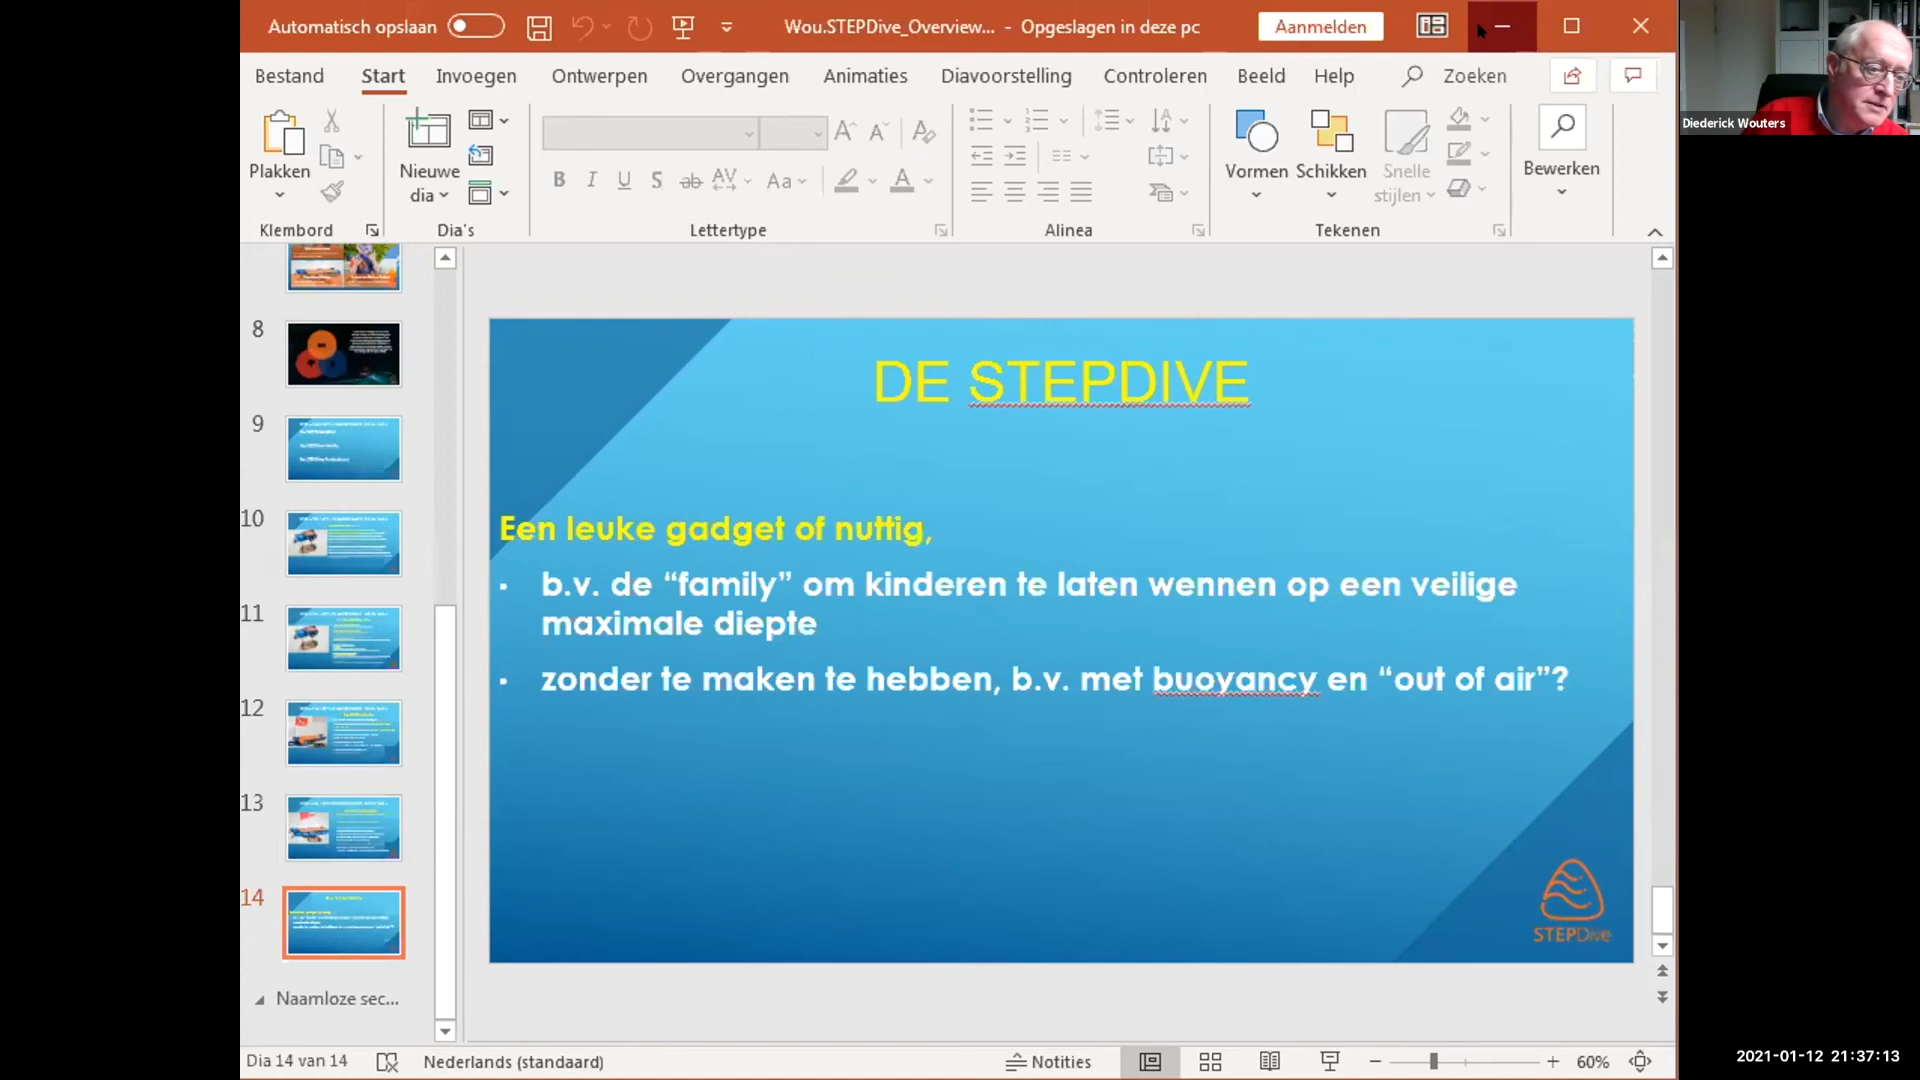 Automatisch opslaan
Wou.STEPDive_Overview... - Opgeslagen in deze pc
Aanmelden
Bestand Start Invoegen Ontwerpen Overgangen Animaties Diavoorstelling Controleren Beeld Help Zoeken
Plakken
Nieuwe dia
B I U S ab AV Aa A
Vormen Schikken Snelle stijlen
Bewerken
Klembord Dia's Lettertype Alinea Tekenen
Diederick Wouters
8
9
10
11
12
13
14
Naamloze sec...
DE STEPDIVE
Een leuke gadget of nuttig,
▪ b.v. de “family” om kinderen te laten wennen op een veilige
maximale diepte
▪ zonder te maken te hebben, b.v. met buoyancy en “out of air”?
STEPDive
Dia 14 van 14 Nederlands (standaard) Notities 60%
2021-01-12 21:37:13